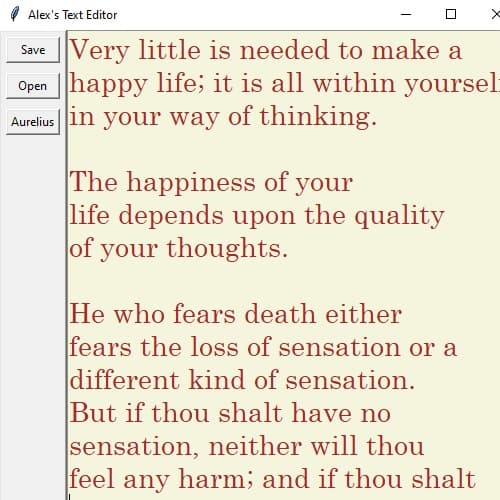 Alex's Text Editor
Save
Open
Aurelius
Very little is needed to make a
happy life; it is all within yoursel
in your way of thinking.
The happiness of your
life depends upon the quality
of your thoughts.
He who fears death either
fears the loss of sensation or a
different kind of sensation.
But if thou shalt have no
sensation, neither will thou
feel any harm; and if thou shalt